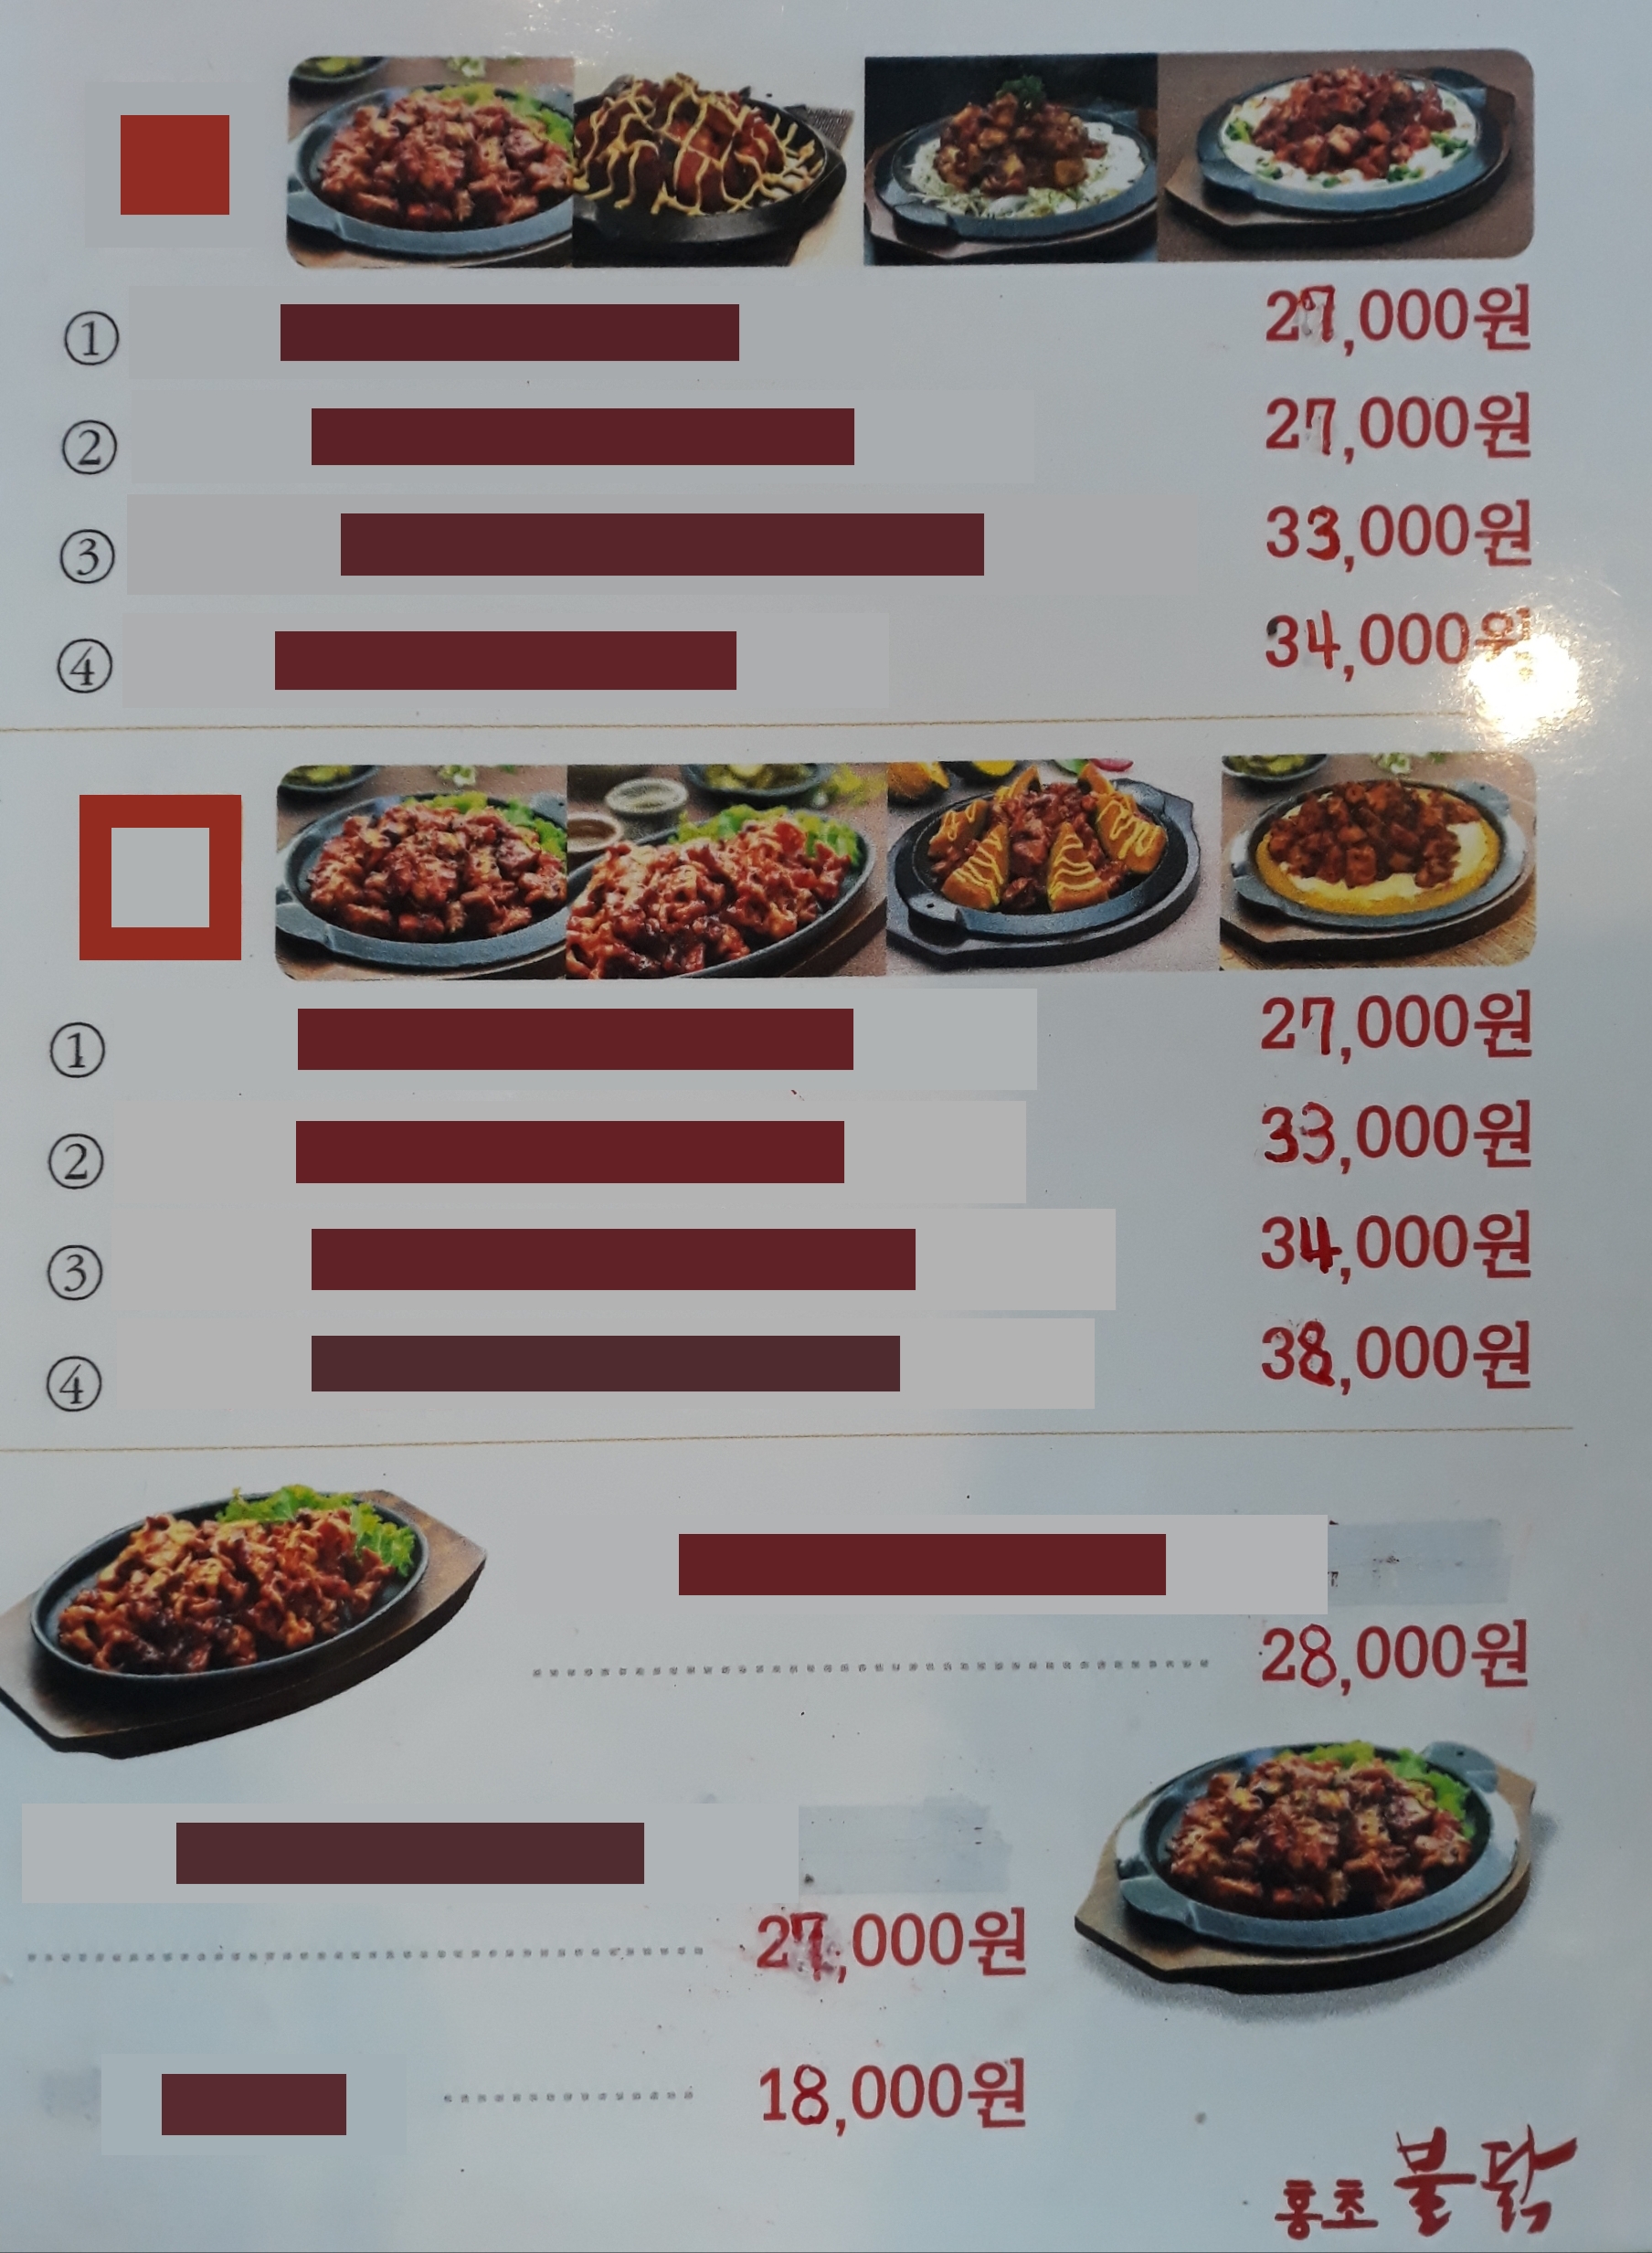 ① 27,000원
② 27,000원
③ 33,000원
④ 34,000원
① 27,000원
② 33,000원
③ 34,000원
④ 38,000원
28,000원
27,000원
18,000원
홍초불닭